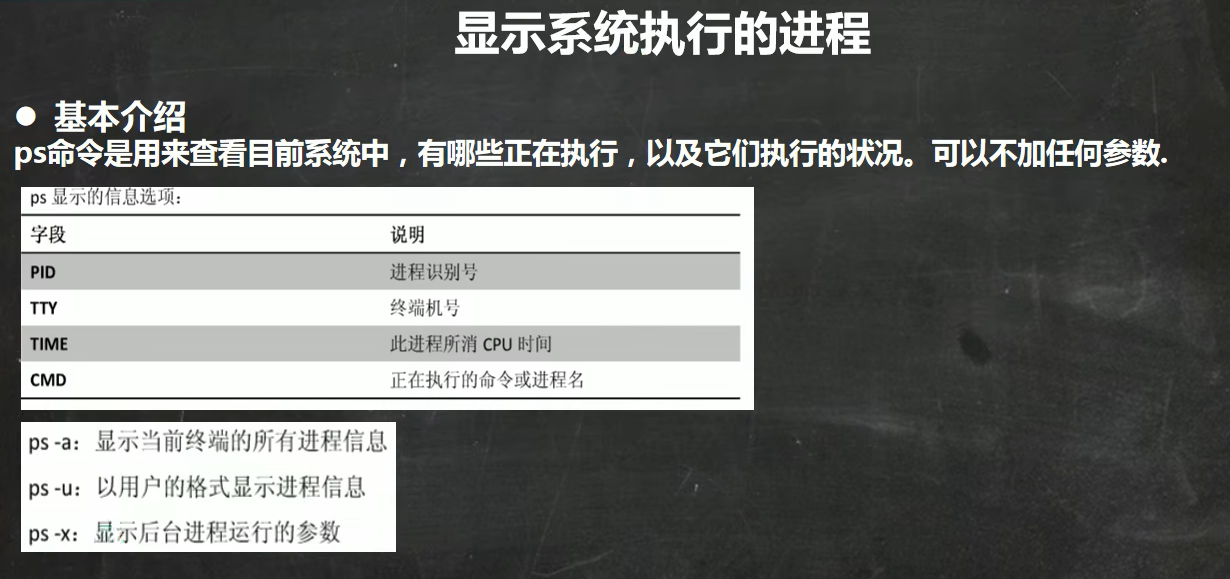 显示系统执行的进程
● 基本介绍
ps命令是用来查看目前系统中，有哪些正在执行，以及它们执行的状况。可以不加任何参数.
ps 显示的信息选项：
字段 说明
PID 进程识别号
TTY 终端机号
TIME 此进程所消 CPU 时间
CMD 正在执行的命令或进程名
ps -a：显示当前终端的所有进程信息
ps -u：以用户的格式显示进程信息
ps -x：显示后台进程运行的参数